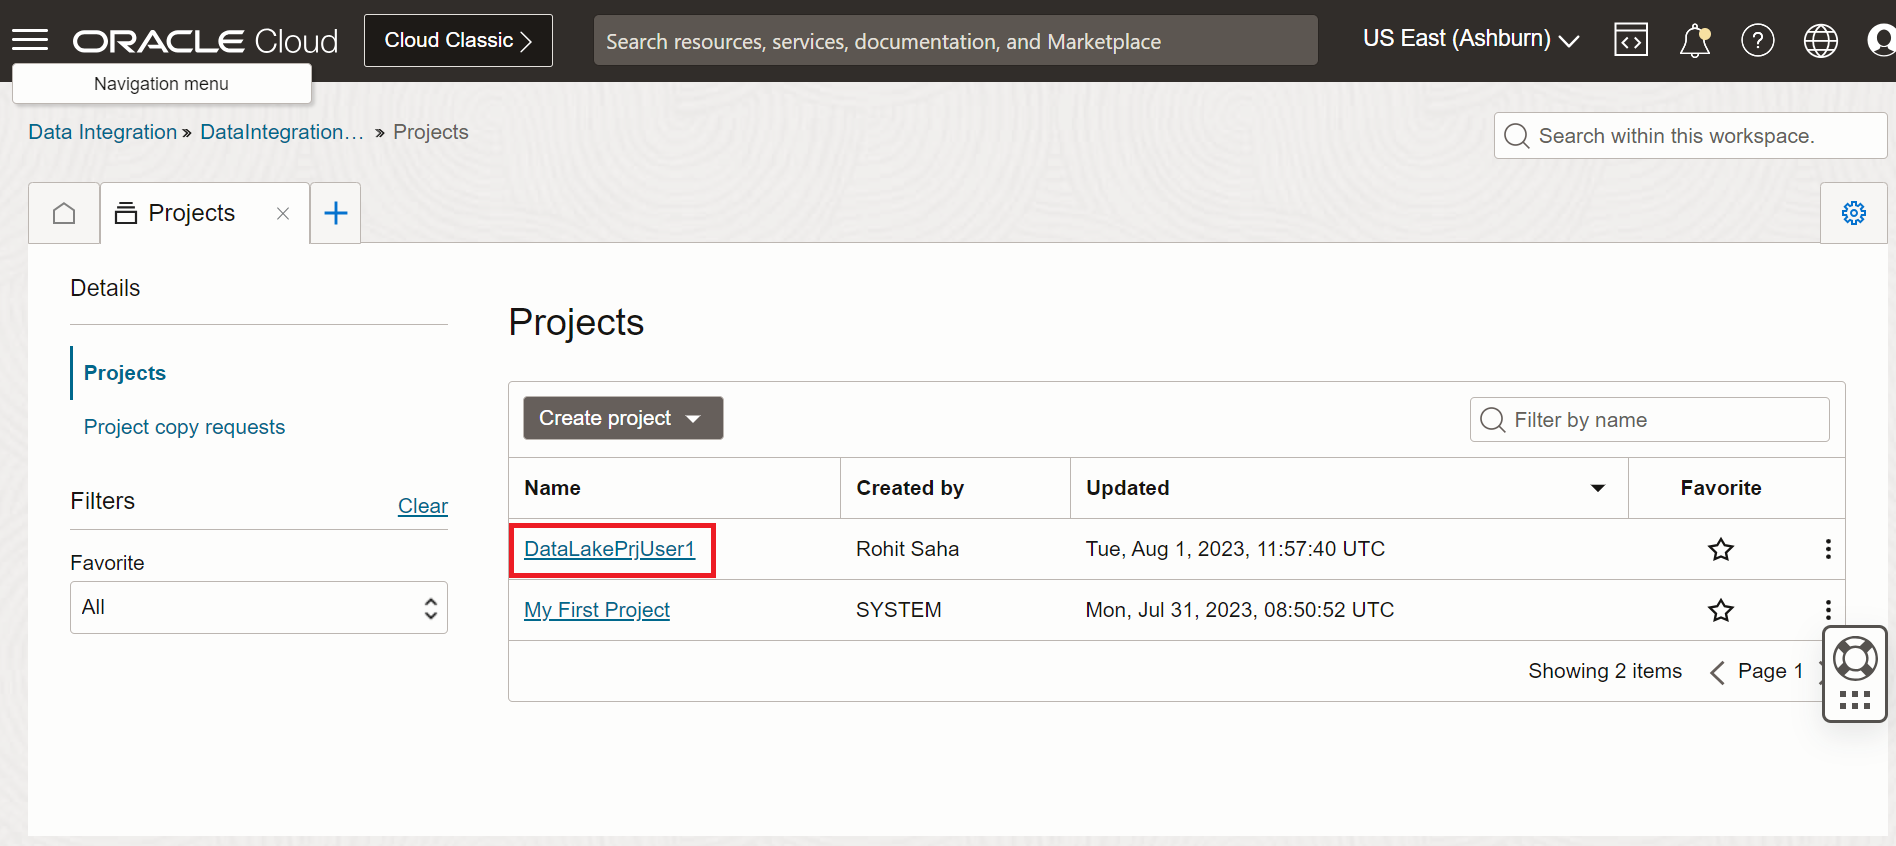 ORACLE Cloud
Cloud Classic
Search resources, services, documentation, and Marketplace
US East (Ashburn)
Navigation menu
Data Integration » DataIntegration... » Projects
Search within this workspace.
Projects
Details
Projects
Project copy requests
Filters
Clear
Favorite
All
Projects
Create project
Filter by name
Name Created by Updated Favorite
DataLakePrjUser1 Rohit Saha Tue, Aug 1, 2023, 11:57:40 UTC
My First Project SYSTEM Mon, Jul 31, 2023, 08:50:52 UTC
Showing 2 items Page 1